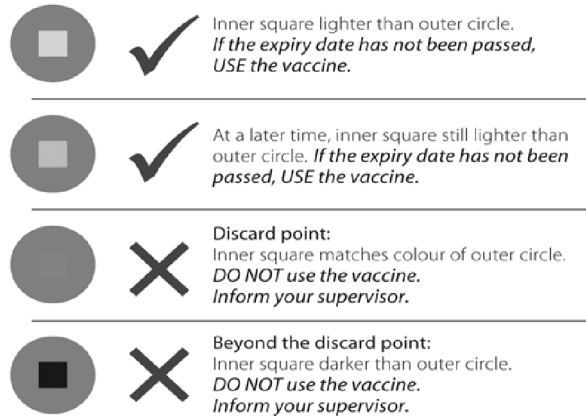 Inner square lighter than outer circle.
If the expiry date has not been passed,
USE the vaccine.
At a later time, inner square still lighter than
outer circle. If the expiry date has not been
passed, USE the vaccine.
Discard point:
Inner square matches colour of outer circle.
DO NOT use the vaccine.
Inform your supervisor.
Beyond the discard point:
Inner square darker than outer circle.
DO NOT use the vaccine.
Inform your supervisor.